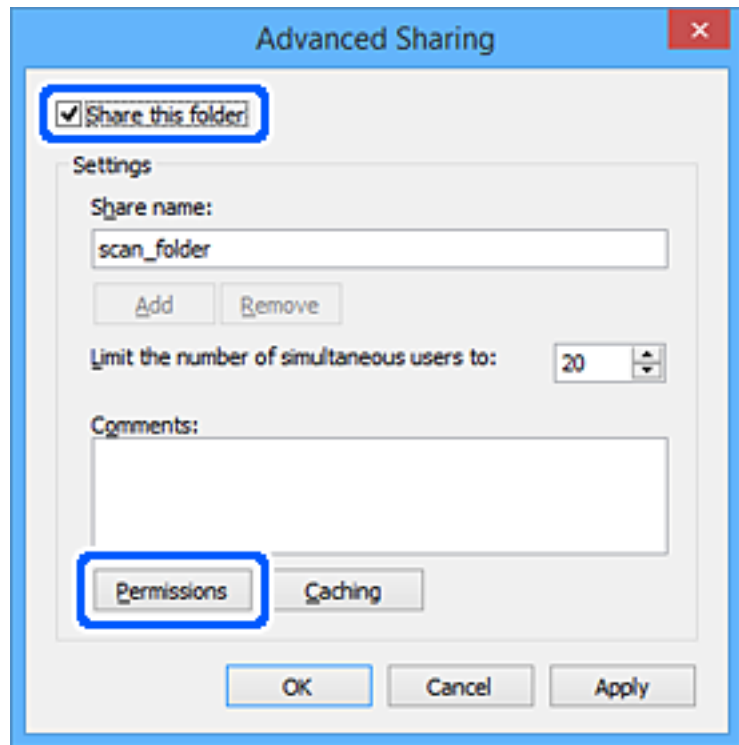 Advanced Sharing
Share this folder
Settings
Share name:
scan_folder
Add Remove
Limit the number of simultaneous users to: 20
Comments:
Permissions Caching
OK Cancel Apply